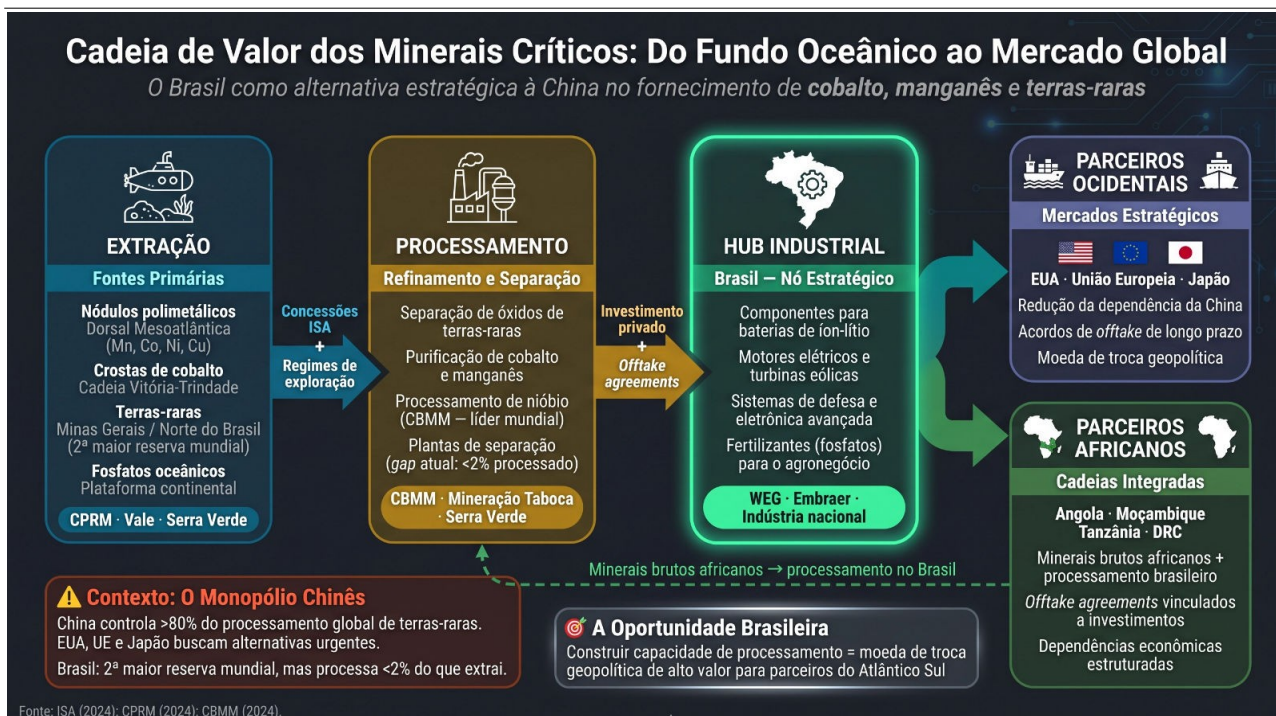 Cadeia de Valor dos Minerais Críticos: Do Fundo Oceânico ao Mercado Global
O Brasil como alternativa estratégica à China no fornecimento de cobalto, manganês e terras-raras
EXTRAÇÃO
Fontes Primárias
Nódulos polimetálicos
Dorsal Mesoatlântica
(Mn, Co, Ni, Cu)
Crostas de cobalto
Cadeia Vitória-Trindade
Terras-raras
Minas Gerais / Norte do Brasil
(2ª maior reserva mundial)
Fosfatos oceânicos
Plataforma continental
CPRM · Vale · Serra Verde
Concessões
ISA
+
Regimes de
exploração
PROCESSAMENTO
Refinamento e Separação
Separação de óxidos de
terras-raras
Purificação de cobalto
e manganês
Processamento de nióbio
(CBMM — líder mundial)
Plantas de separação
(gap atual: <2% processado)
CBMM · Mineração Taboca
· Serra Verde
Investimento
privado
+
Offtake
agreements
HUB INDUSTRIAL
Brasil — Nó Estratégico
Componentes para
baterias de íon-lítio
Motores elétricos e
turbinas eólicas
Sistemas de defesa e
eletrônica avançada
Fertilizantes (fosfatos)
para o agronegócio
WEG · Embraer ·
Indústria nacional
PARCEIROS
OCIDENTAIS
Mercados Estratégicos
EUA · União Europeia · Japão
Redução da dependência da China
Acordos de offtake de longo prazo
Moeda de troca geopolítica
PARCEIROS
AFRICANOS
Cadeias Integradas
Angola · Moçambique
Tanzânia · DRC
Minerais brutos africanos +
processamento brasileiro
Offtake agreements vinculados
a investimentos
Dependências econômicas
estruturadas
Minerais brutos africanos → processamento no Brasil
Contexto: O Monopólio Chinês
China controla >80% do processamento global de terras-raras.
EUA, UE e Japão buscam alternativas urgentes.
Brasil: 2ª maior reserva mundial, mas processa <2% do que extrai.
A Oportunidade Brasileira
Construir capacidade de processamento = moeda de troca
geopolítica de alto valor para parceiros do Atlântico Sul
Fonte: ISA (2024); CPRM (2024); CBMM (2024).